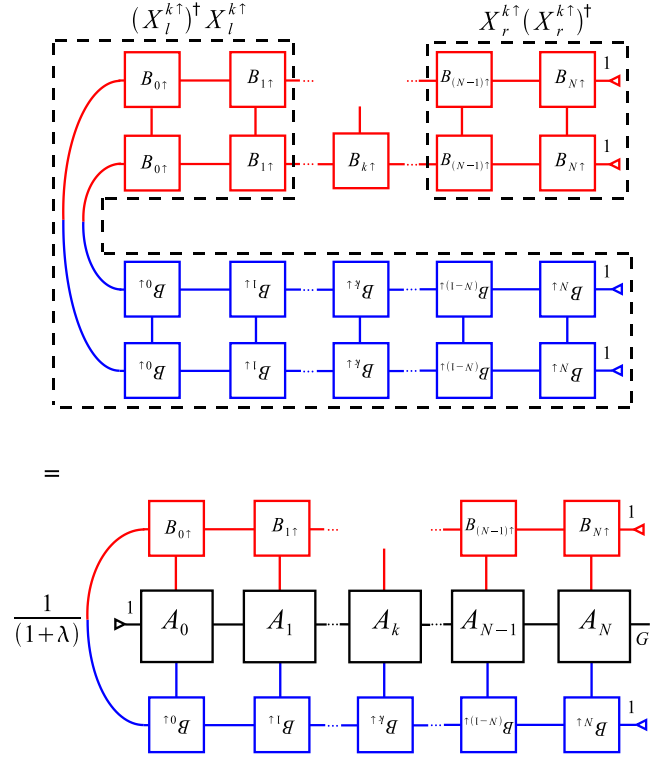 (X_l^{k↑})^† X_l^{k↑} X_r^{k↑}(X_r^{k↑})^†
B_{0↑} B_{1↑} ... ... B_{(N−1)↑} B_{N↑} 1
B_{0↑} B_{1↑} ... B_{k↑} ... B_{(N−1)↑} B_{N↑} 1
B_{0↓} B_{1↓} ... B_{k↓} ... B_{(N−1)↓} B_{N↓} 1
B_{0↓} B_{1↓} ... B_{k↓} ... B_{(N−1)↓} B_{N↓} 1
=
B_{0↑} B_{1↑} ... ... B_{(N−1)↑} B_{N↑} 1
1/(1+λ) 1 A_0 A_1 ... A_k ... A_{N−1} A_N G
B_{0↓} B_{1↓} ... B_{k↓} ... B_{(N−1)↓} B_{N↓} 1